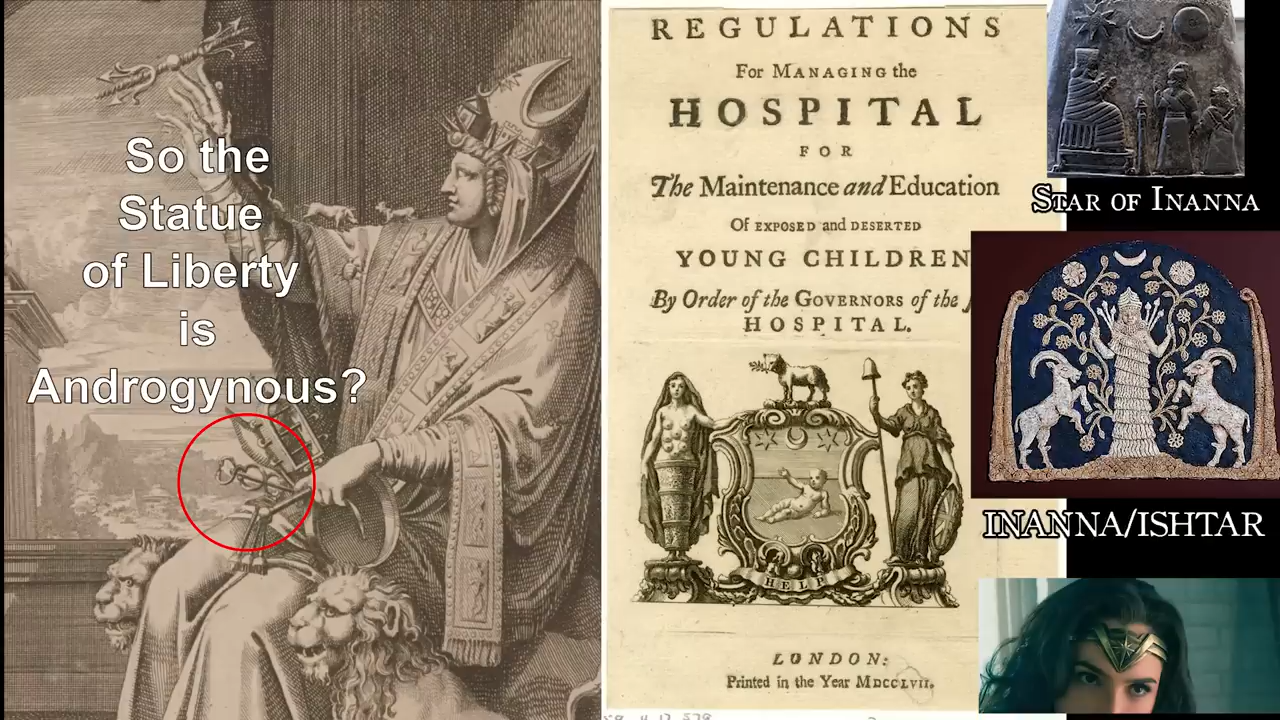 So the
Statue
of Liberty
is
Androgynous?
REGULATIONS
For MANAGING the
HOSPITAL
FOR
The Maintenance and Education
Of EXPOSED and DESERTED
YOUNG CHILDREN
By Order of the GOVERNORS of the
HOSPITAL.
HELP
LONDON:
Printed in the Year MDCCLVII.
STAR OF INANNA
INANNA/ISHTAR